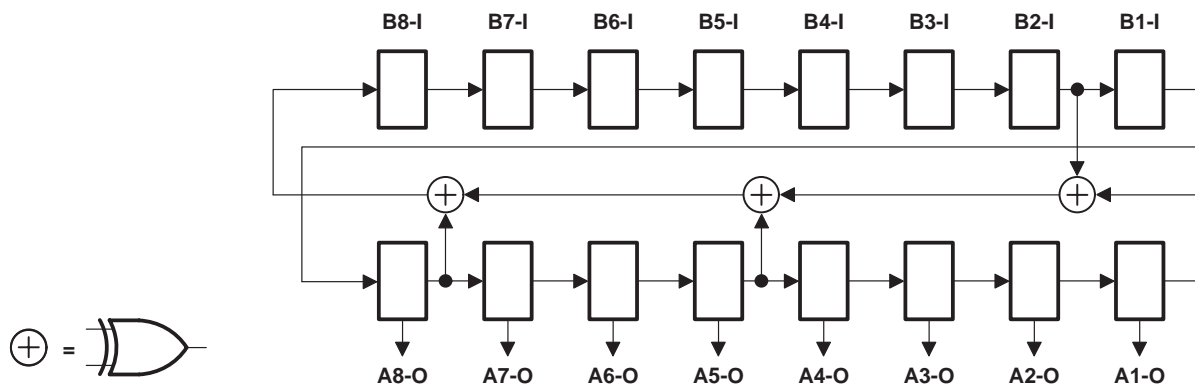 B8-I B7-I B6-I B5-I B4-I B3-I B2-I B1-I
=
A8-O A7-O A6-O A5-O A4-O A3-O A2-O A1-O